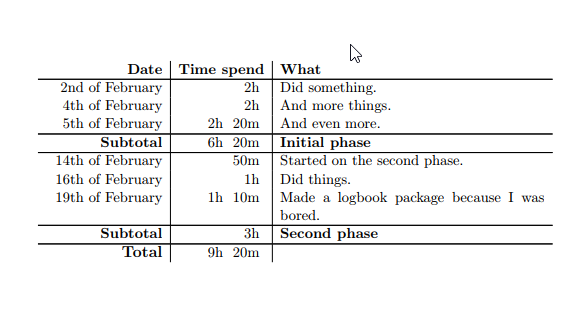 Date Time spend What
2nd of February 2h Did something.
4th of February 2h And more things.
5th of February 2h 20m And even more.
Subtotal 6h 20m Initial phase
14th of February 50m Started on the second phase.
16th of February 1h Did things.
19th of February 1h 10m Made a logbook package because I was
bored.
Subtotal 3h Second phase
Total 9h 20m